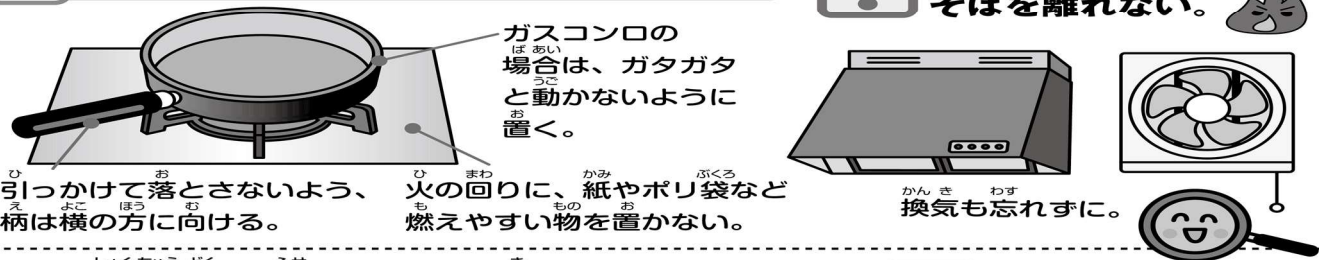 そばを離れない。
ガスコンロの
場合は、ガタガタ
と動かないように
置く。
引っかけて落とさないよう、
柄は横の方に向ける。
火の回りに、紙やポリ袋など
燃えやすい物を置かない。
換気も忘れずに。